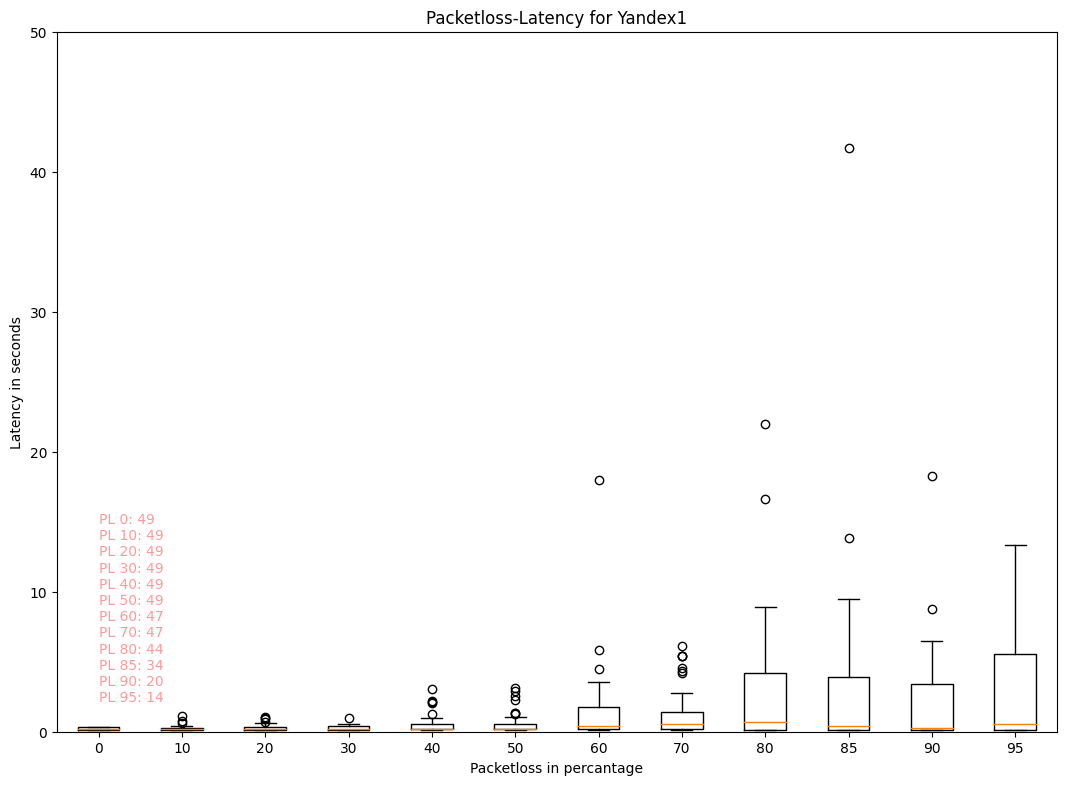 Packetloss-Latency for Yandex1
50
40
30
20
10
0
Latency in seconds
PL 0: 49
PL 10: 49
PL 20: 49
PL 30: 49
PL 40: 49
PL 50: 49
PL 60: 47
PL 70: 47
PL 80: 44
PL 85: 34
PL 90: 20
PL 95: 14
0 10 20 30 40 50 60 70 80 85 90 95
Packetloss in percantage